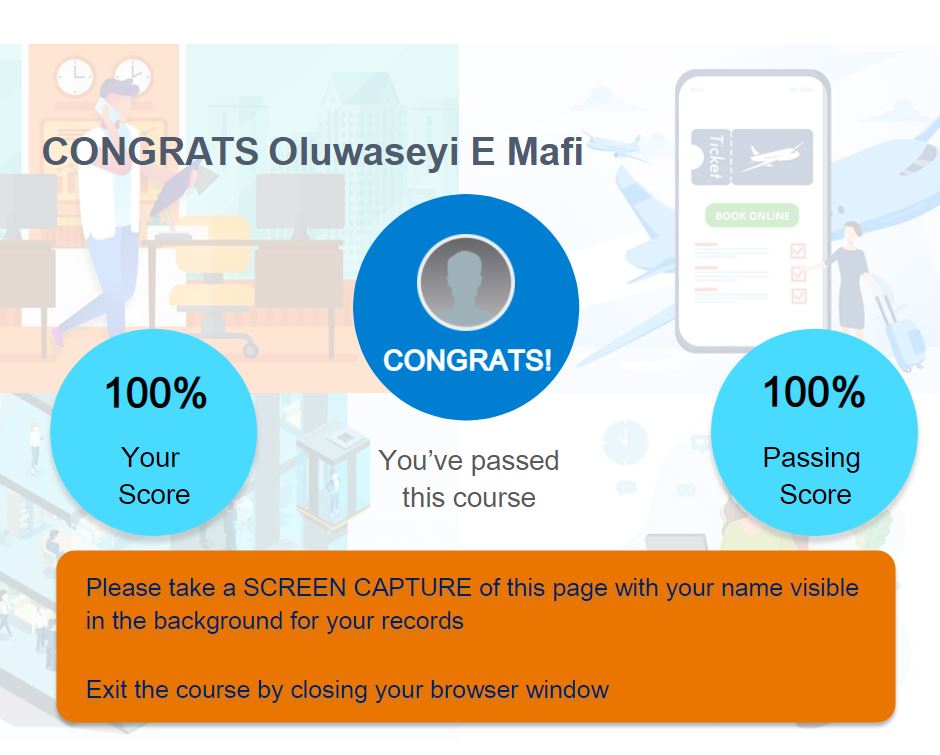 CONGRATS Oluwaseyi E Mafi
Ticket
BOOK ONLINE
CONGRATS!
100%
Your
Score
You’ve passed
this course
100%
Passing
Score
Please take a SCREEN CAPTURE of this page with your name visible
in the background for your records
Exit the course by closing your browser window